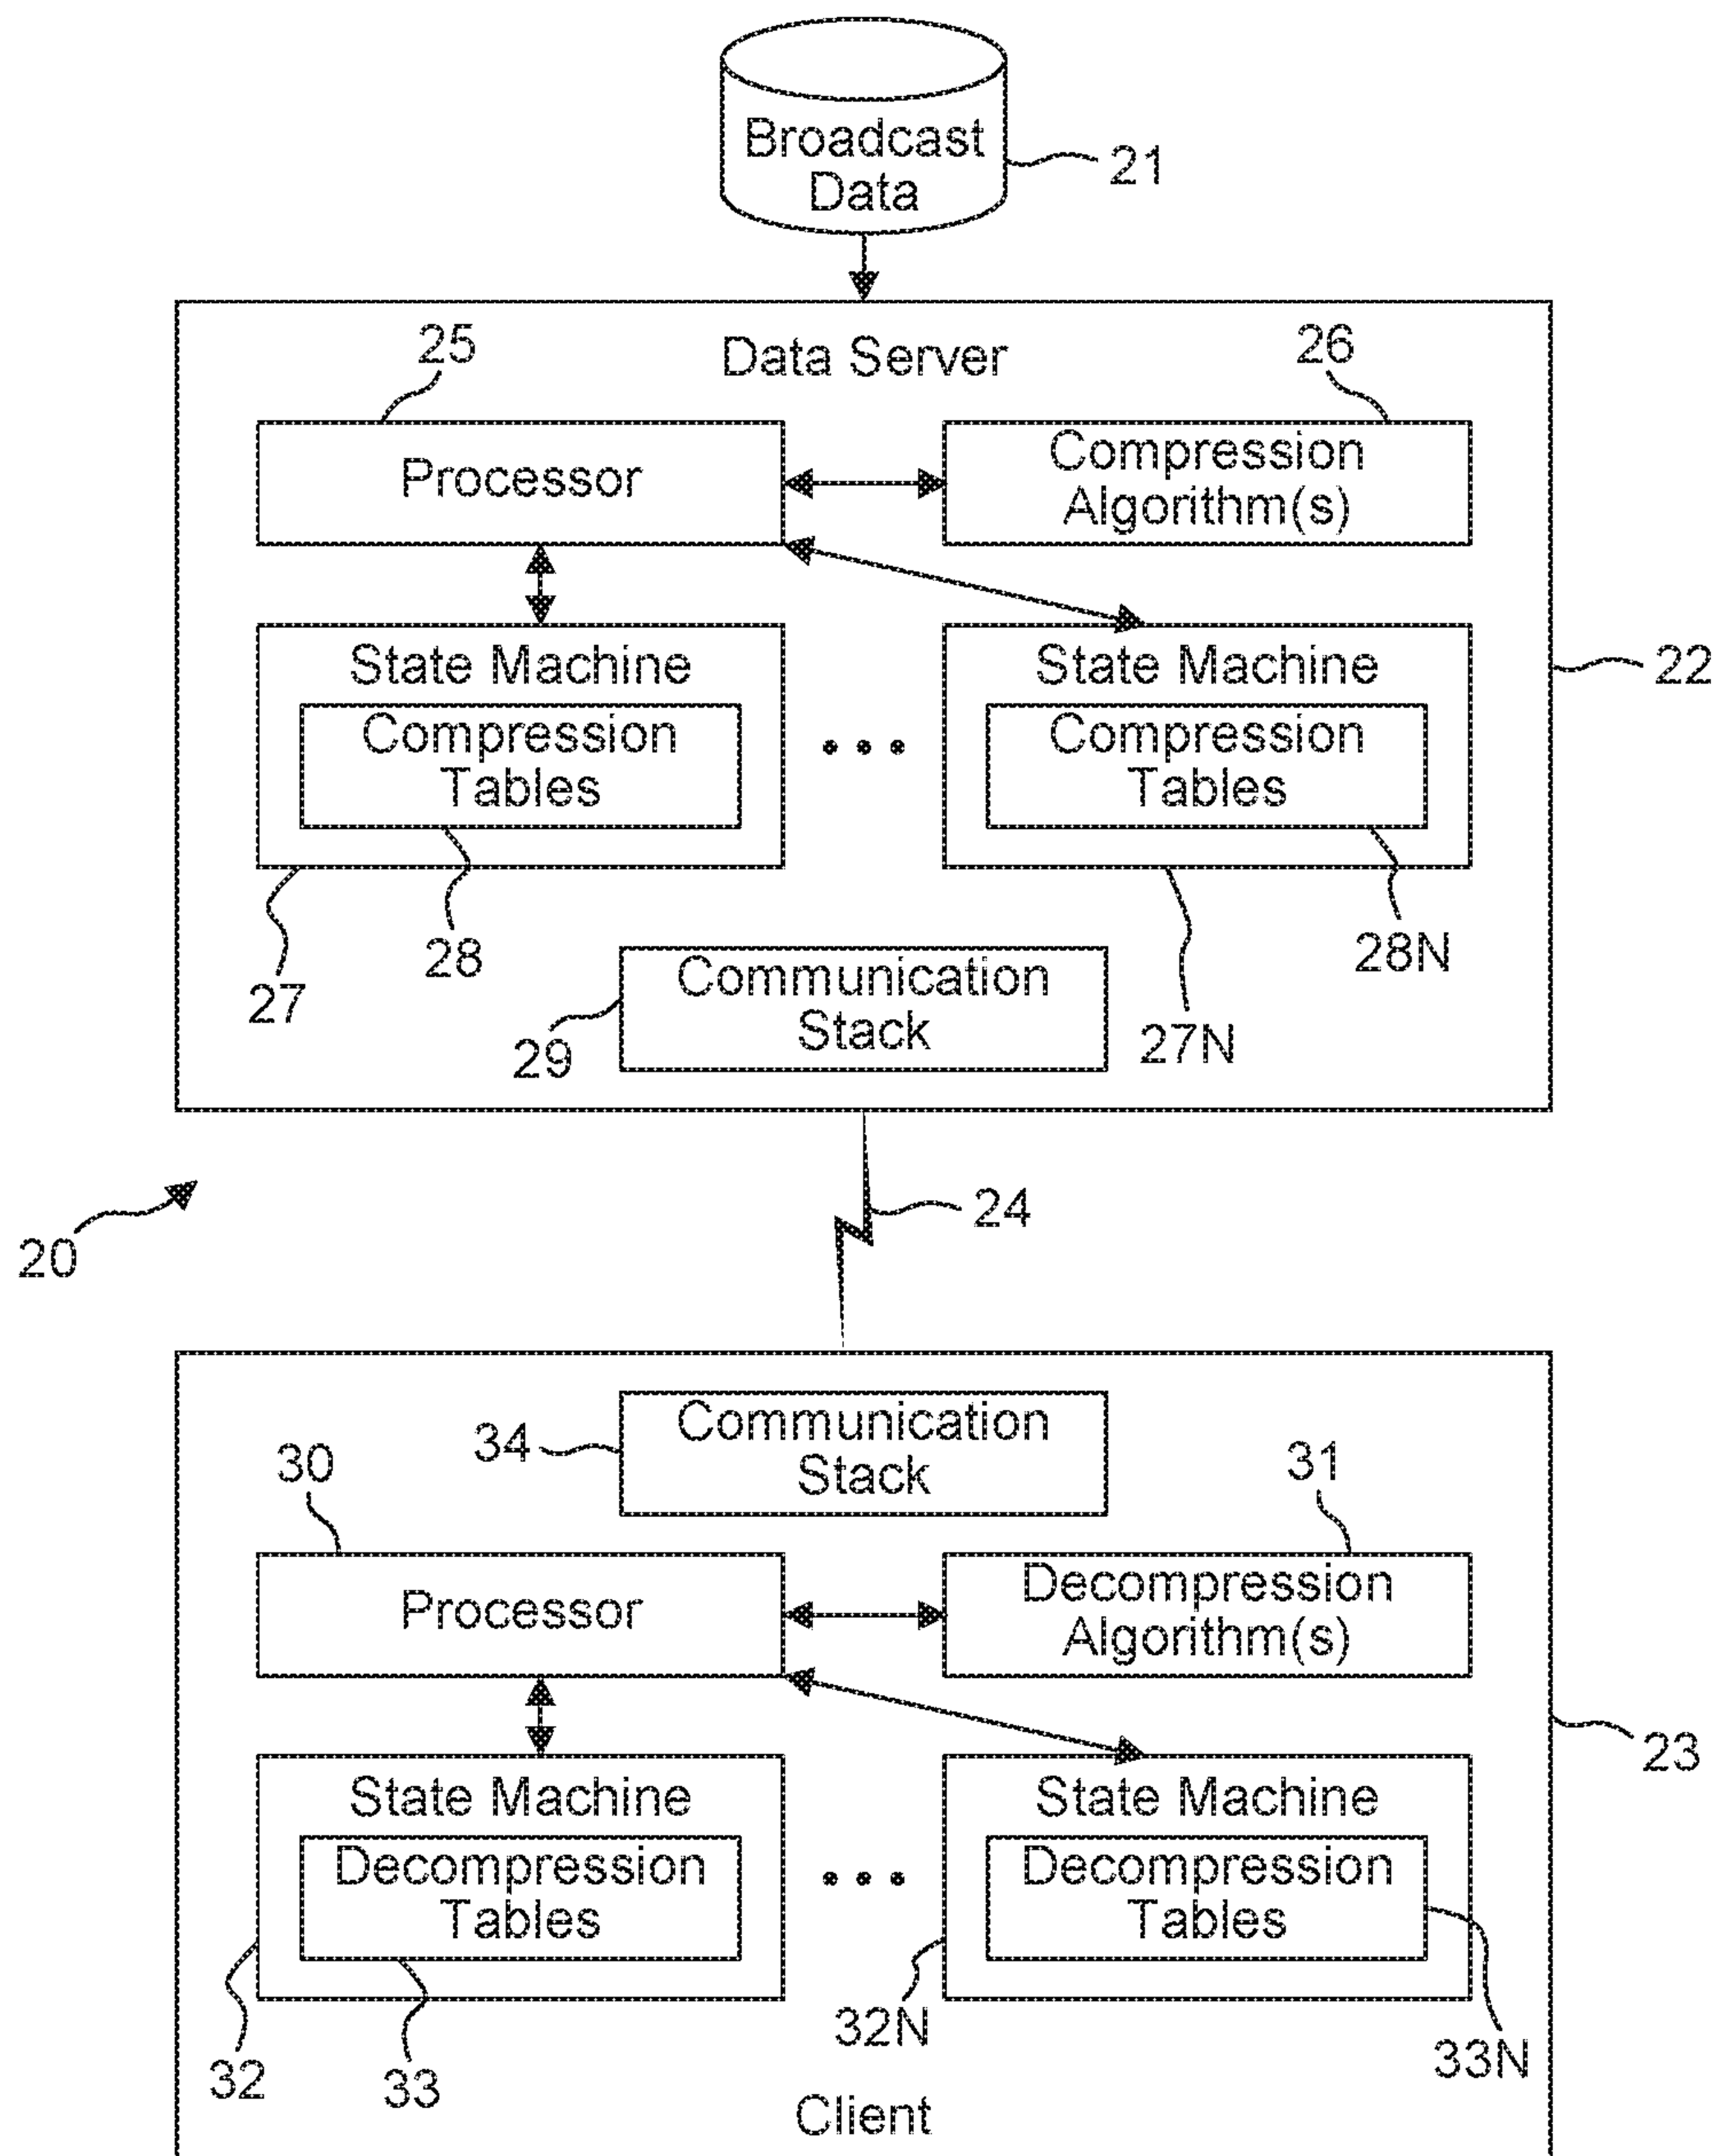 Broadcast
Data
21
25
Data Server
26
Processor
Compression
Algorithm(s)
State Machine
State Machine
22
Compression
Tables
Compression
Tables
28
28N
27
29
Communication
Stack
27N
24
20
34
Communication
Stack
30
31
Processor
Decompression
Algorithm(s)
23
State Machine
State Machine
Decompression
Tables
Decompression
Tables
32
33
32N
33N
Client